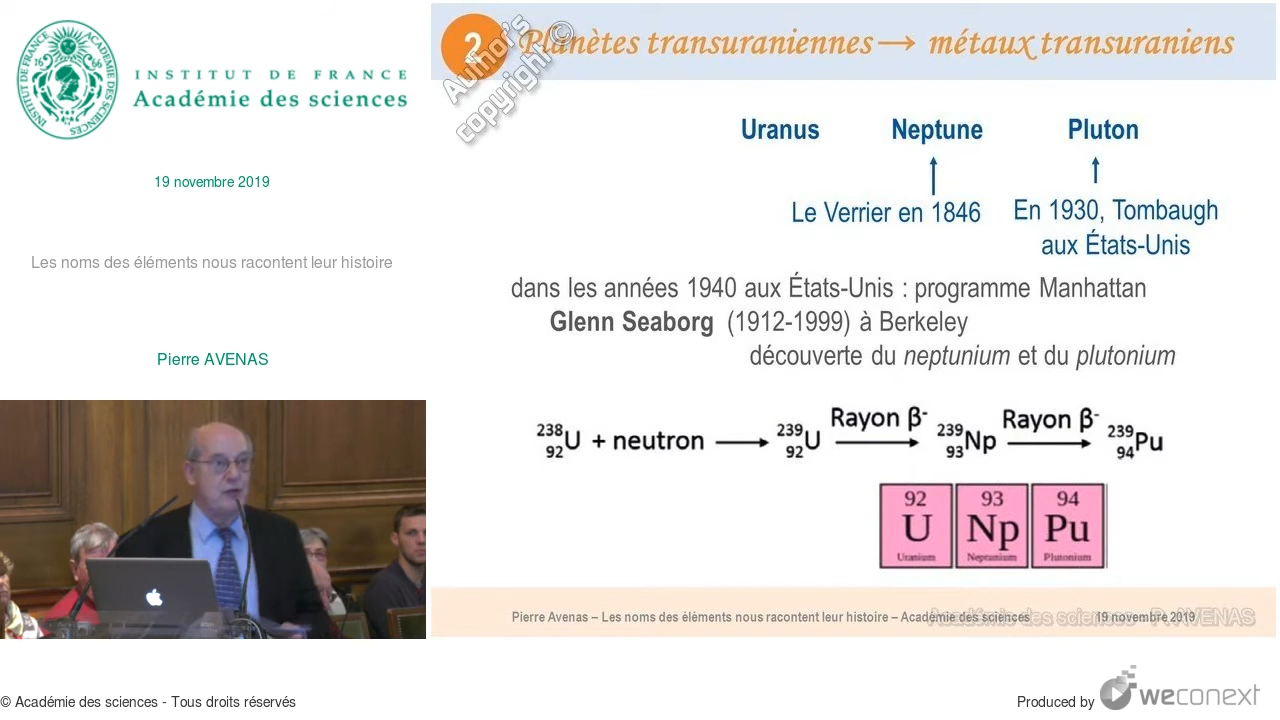 INSTITUT DE FRANCE
Académie des sciences
19 novembre 2019
Les noms des éléments nous racontent leur histoire
Pierre AVENAS
2 Planètes transuraniennes → métaux transuraniens
Author's copyright ©
Uranus Neptune Pluton
Le Verrier en 1846
En 1930, Tombaugh
aux États-Unis
dans les années 1940 aux États-Unis : programme Manhattan
Glenn Seaborg (1912-1999) à Berkeley
découverte du neptunium et du plutonium
²³⁸₉₂U + neutron → ²³⁹₉₂U Rayon β⁻ → ²³⁹₉₃Np Rayon β⁻ → ²³⁹₉₄Pu
92 93 94
U Np Pu
Uranium Neptunium Plutonium
Pierre Avenas – Les noms des élèments nous racontent leur histoire – Académie des sciences 19 novembre 2019
Académie des sciences - P. AVENAS
© Académie des sciences - Tous droits réservés
Produced by weconext